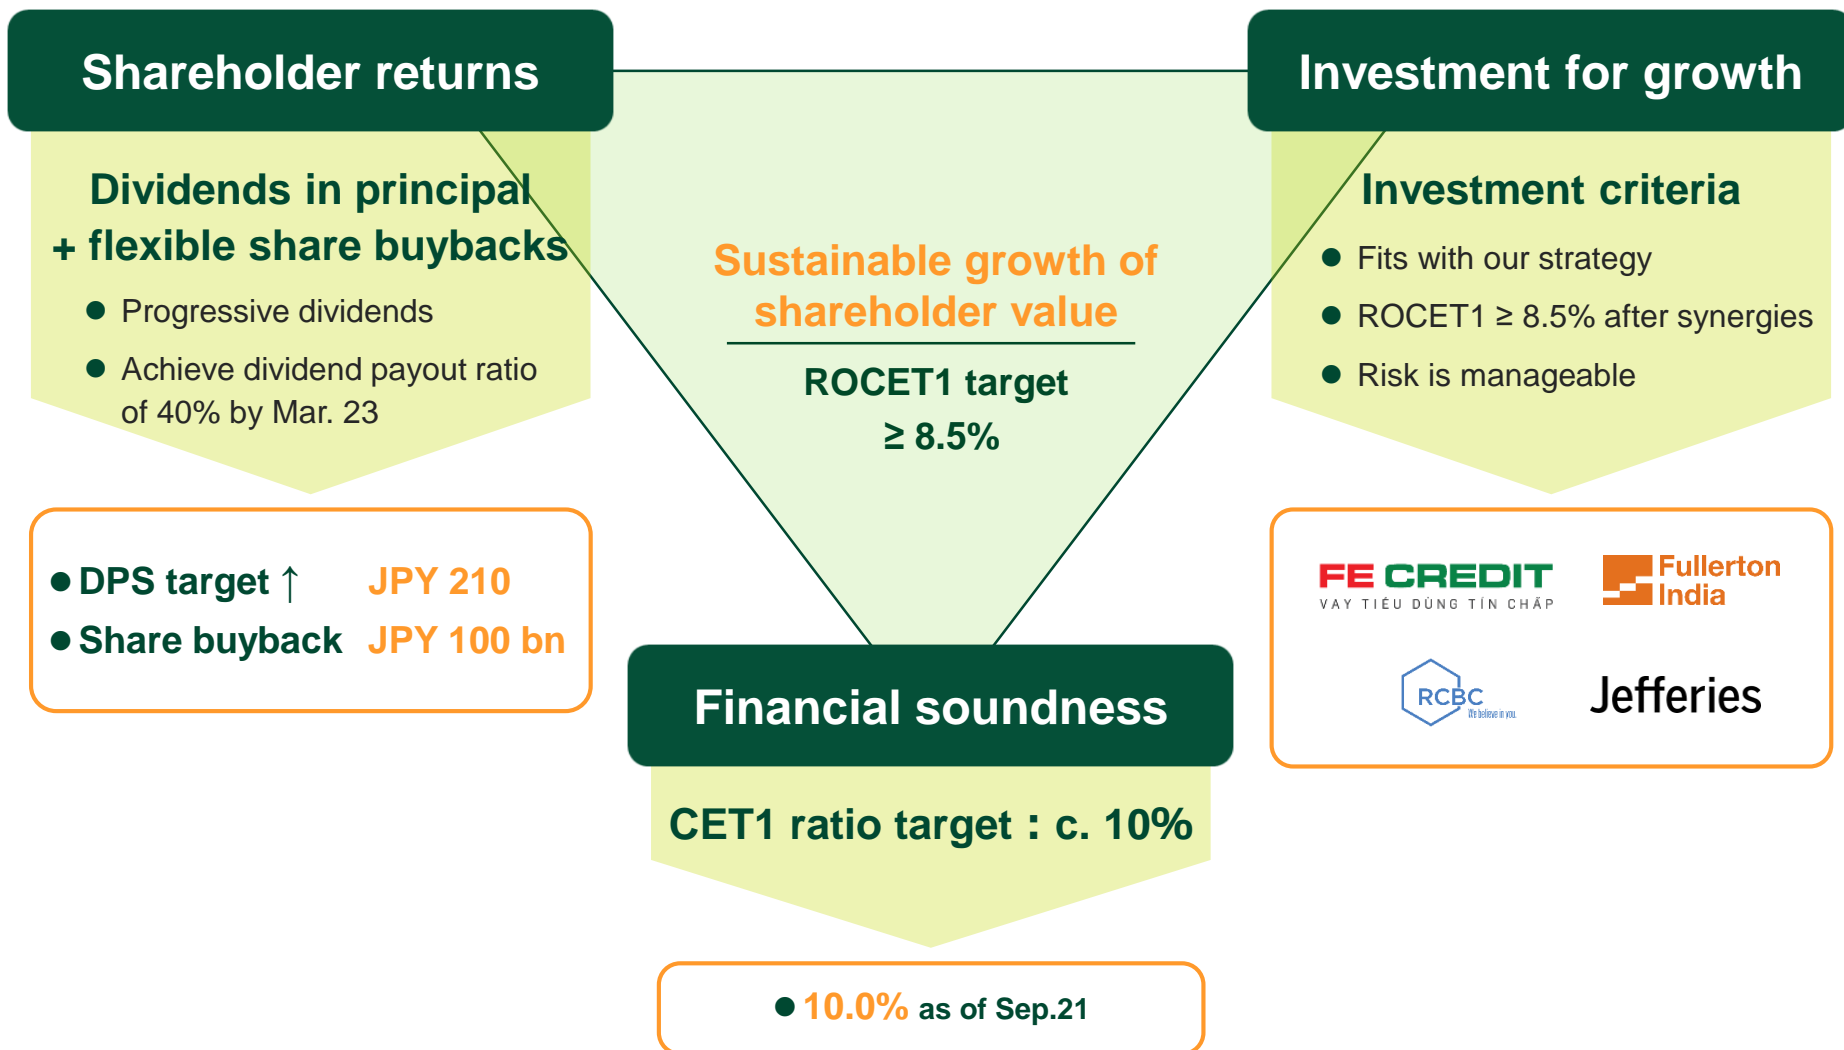 Shareholder returns
Dividends in principal
+ flexible share buybacks
● Progressive dividends
● Achieve dividend payout ratio
of 40% by Mar. 23
● DPS target ↑ JPY 210
● Share buyback JPY 100 bn
Sustainable growth of
shareholder value
ROCET1 target
≥ 8.5%
Investment for growth
Investment criteria
● Fits with our strategy
● ROCET1 ≥ 8.5% after synergies
● Risk is manageable
FE CREDIT
VAY TIÊU DÙNG TÍN CHẤP
Fullerton
India
RCBC
We believe in you.
Jefferies
Financial soundness
CET1 ratio target : c. 10%
● 10.0% as of Sep.21